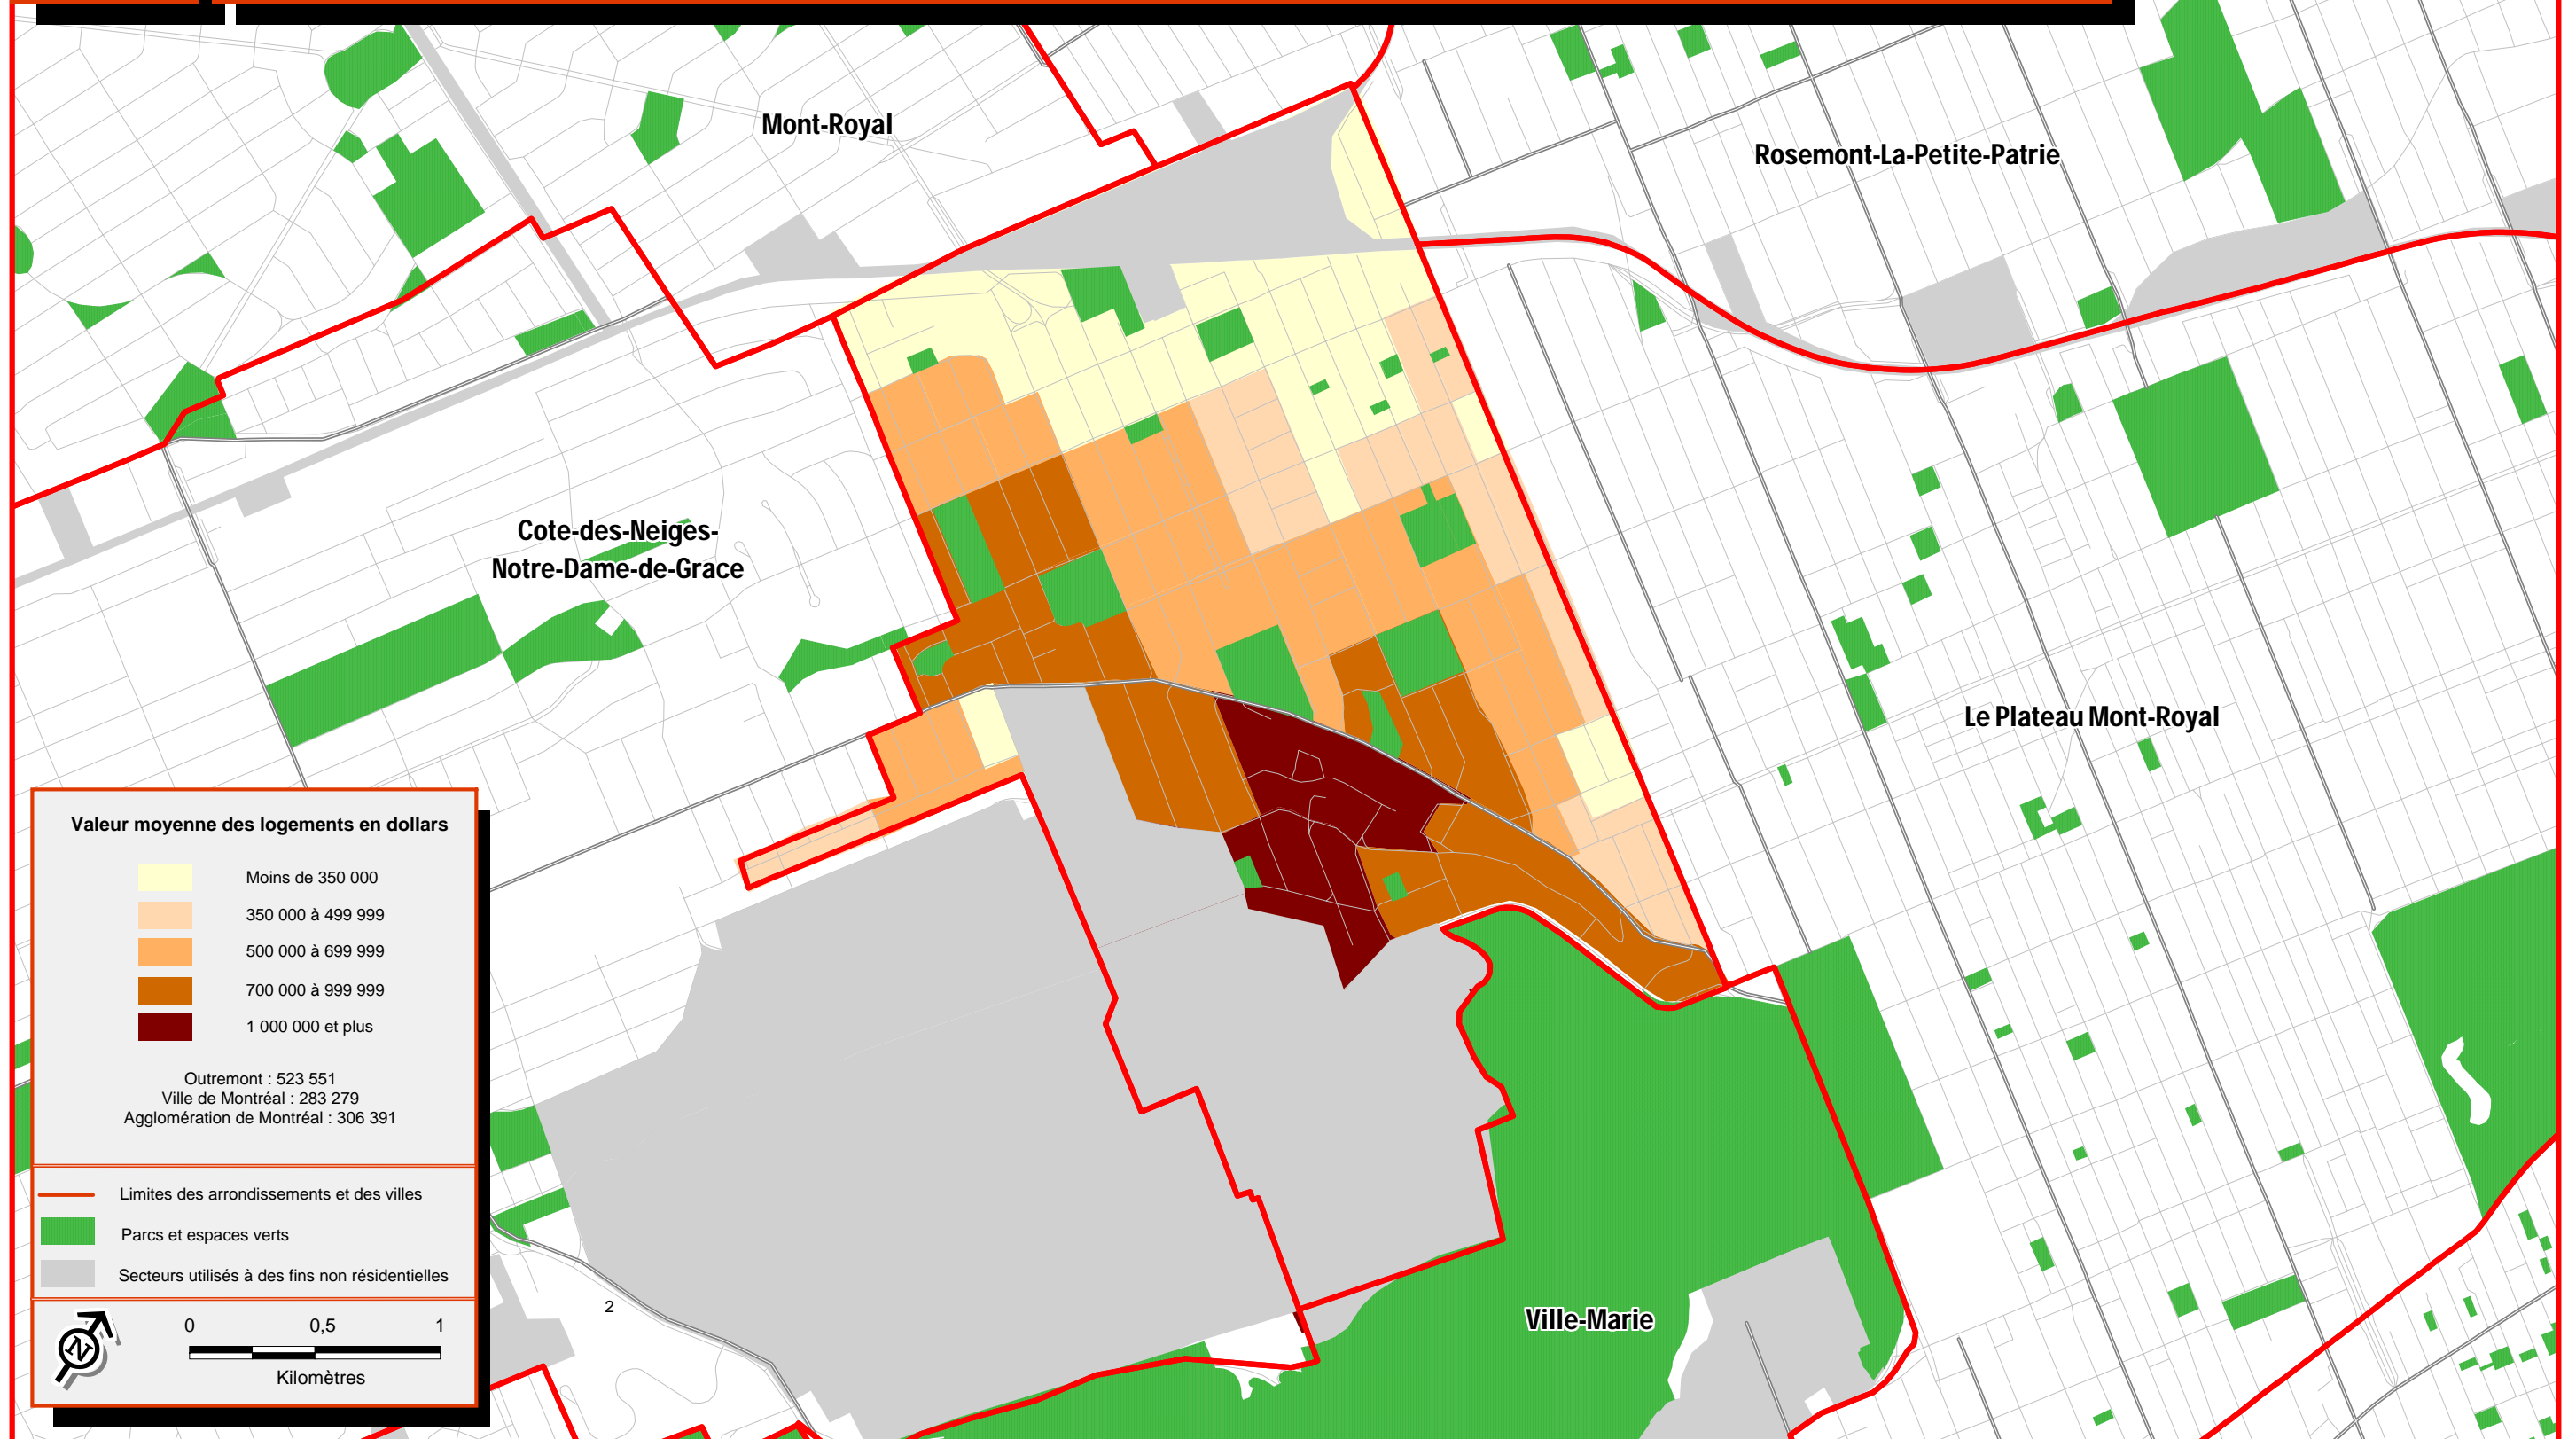 Mont-Royal
Rosemont-La-Petite-Patrie
Cote-des-Neiges-
Notre-Dame-de-Grace
Le Plateau Mont-Royal
Ville-Marie
2
Valeur moyenne des logements en dollars
Moins de 350 000
350 000 à 499 999
500 000 à 699 999
700 000 à 999 999
1 000 000 et plus
Outremont : 523 551
Ville de Montréal : 283 279
Agglomération de Montréal : 306 391
Limites des arrondissements et des villes
Parcs et espaces verts
Secteurs utilisés à des fins non résidentielles
N
0 0,5 1
Kilomètres